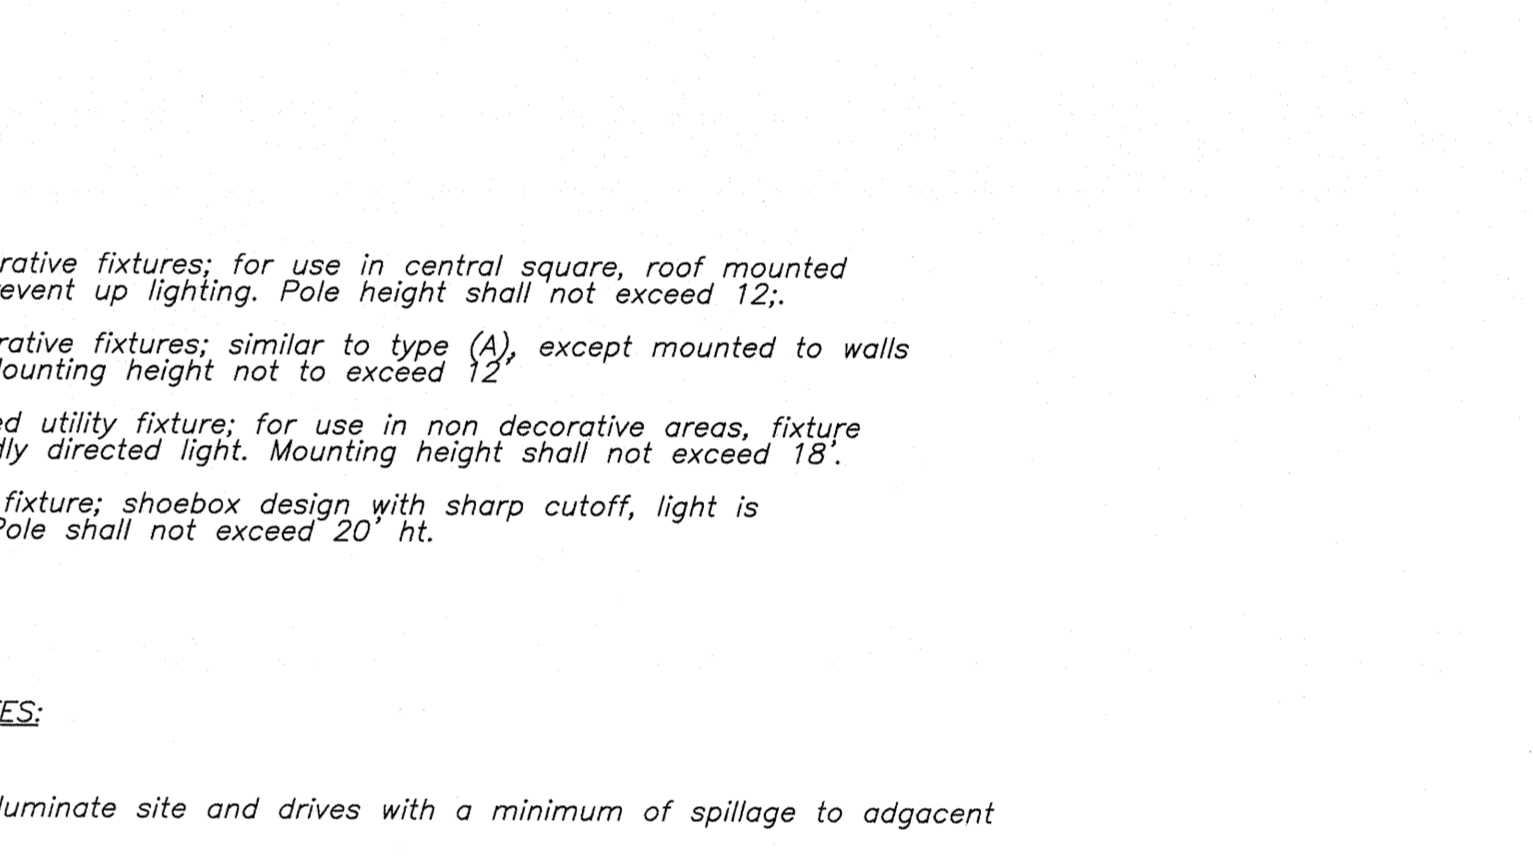 rative fixtures; for use in central square, roof mounted
event up lighting. Pole height shall not exceed 12;.
rative fixtures; similar to type (A), except mounted to walls
ounting height not to exceed 12'
ed utility fixture; for use in non decorative areas, fixture
dly directed light. Mounting height shall not exceed 18'.
fixture; shoebox design with sharp cutoff, light is
Pole shall not exceed 20' ht.
ES:
luminate site and drives with a minimum of spillage to adgacent